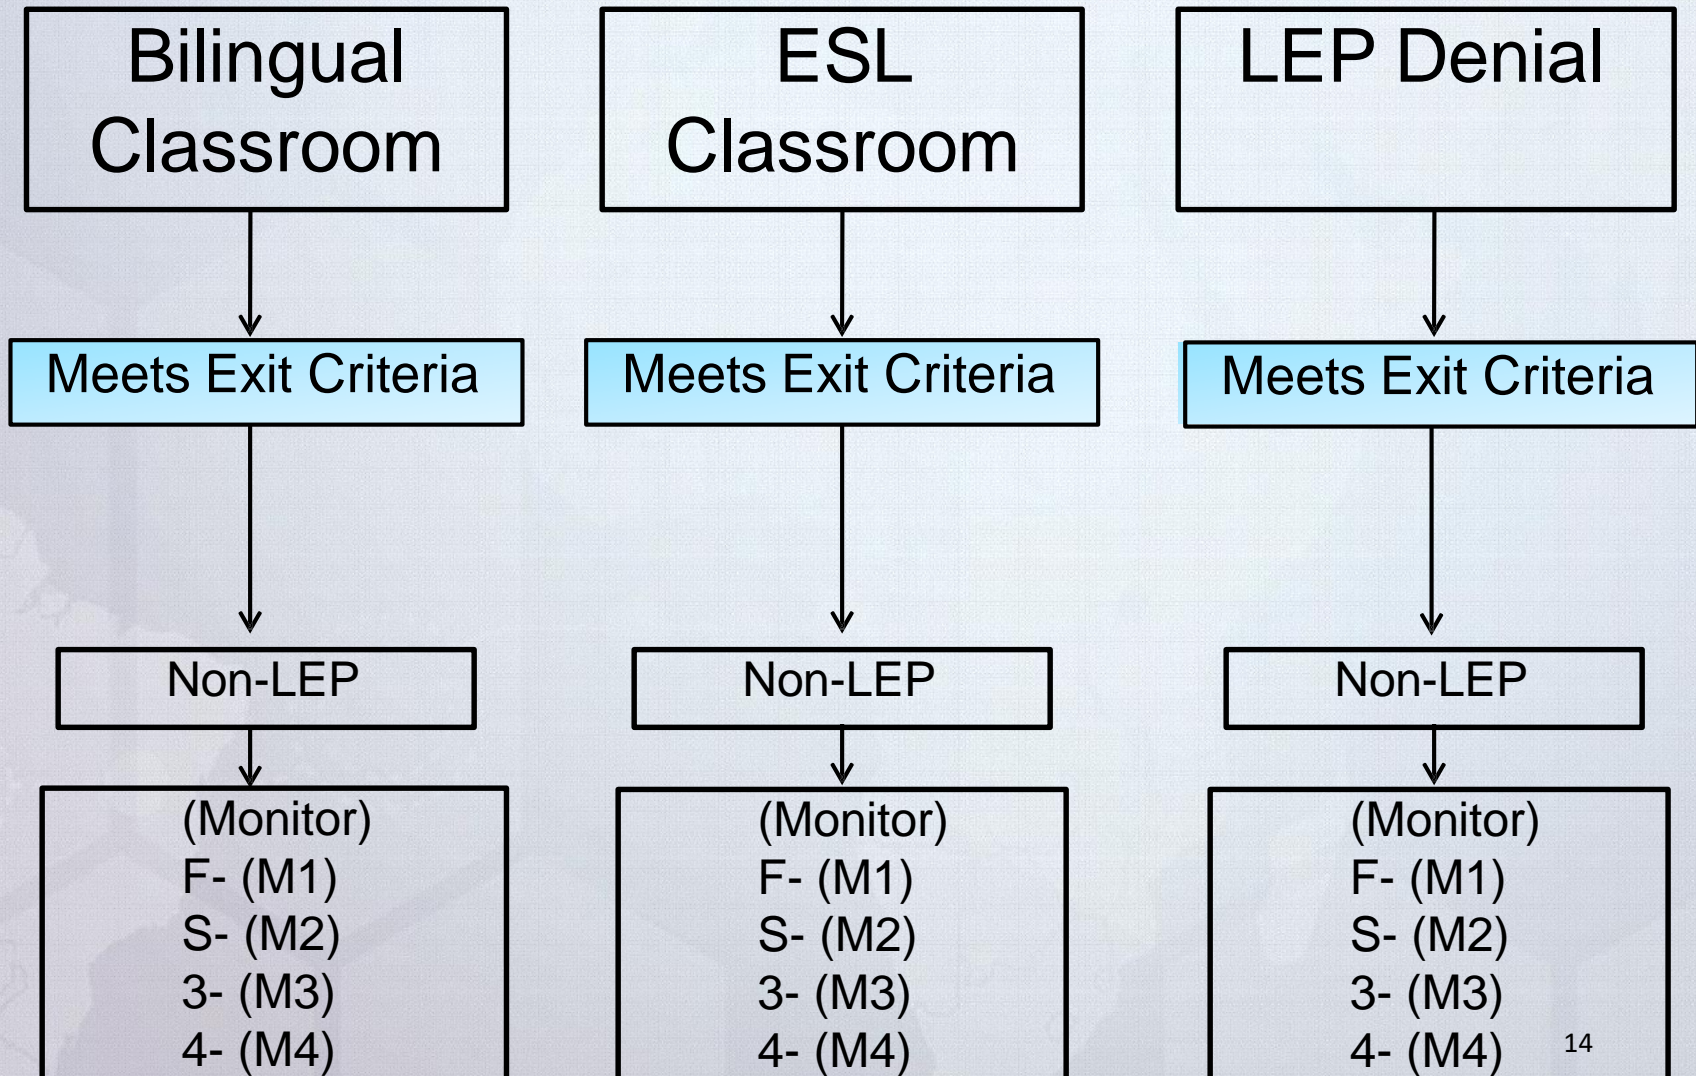 Bilingual
Classroom
ESL
Classroom
LEP Denial
Meets Exit Criteria
Meets Exit Criteria
Meets Exit Criteria
Non-LEP
Non-LEP
Non-LEP
(Monitor)
F- (M1)
S- (M2)
3- (M3)
4- (M4)
(Monitor)
F- (M1)
S- (M2)
3- (M3)
4- (M4)
(Monitor)
F- (M1)
S- (M2)
3- (M3)
4- (M4)
14